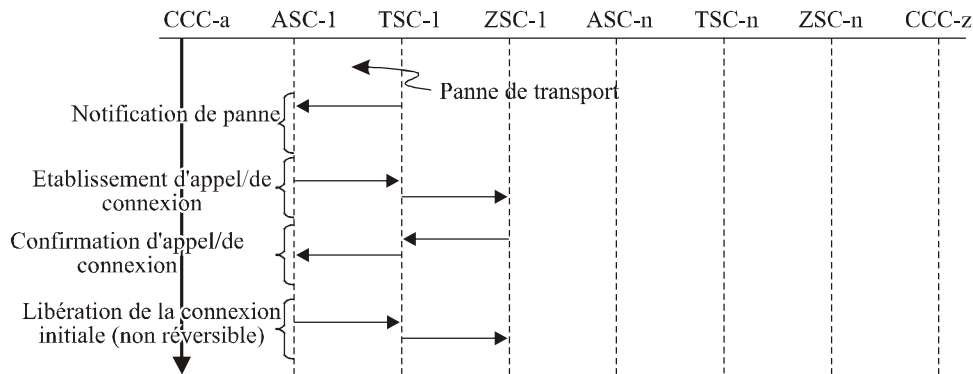 CCC-a ASC-1 TSC-1 ZSC-1 ASC-n TSC-n ZSC-n CCC-z
Panne de transport
Notification de panne
Etablissement d'appel/de
connexion
Confirmation d'appel/de
connexion
Libération de la connexion
initiale (non réversible)